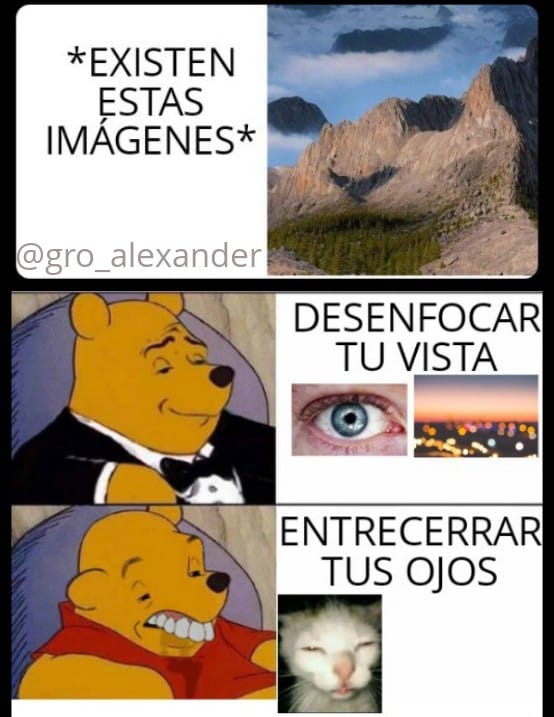 *EXISTEN
ESTAS
IMÁGENES*
@gro_alexander
DESENFOCAR
TU VISTA
ENTRECERRAR
TUS OJOS